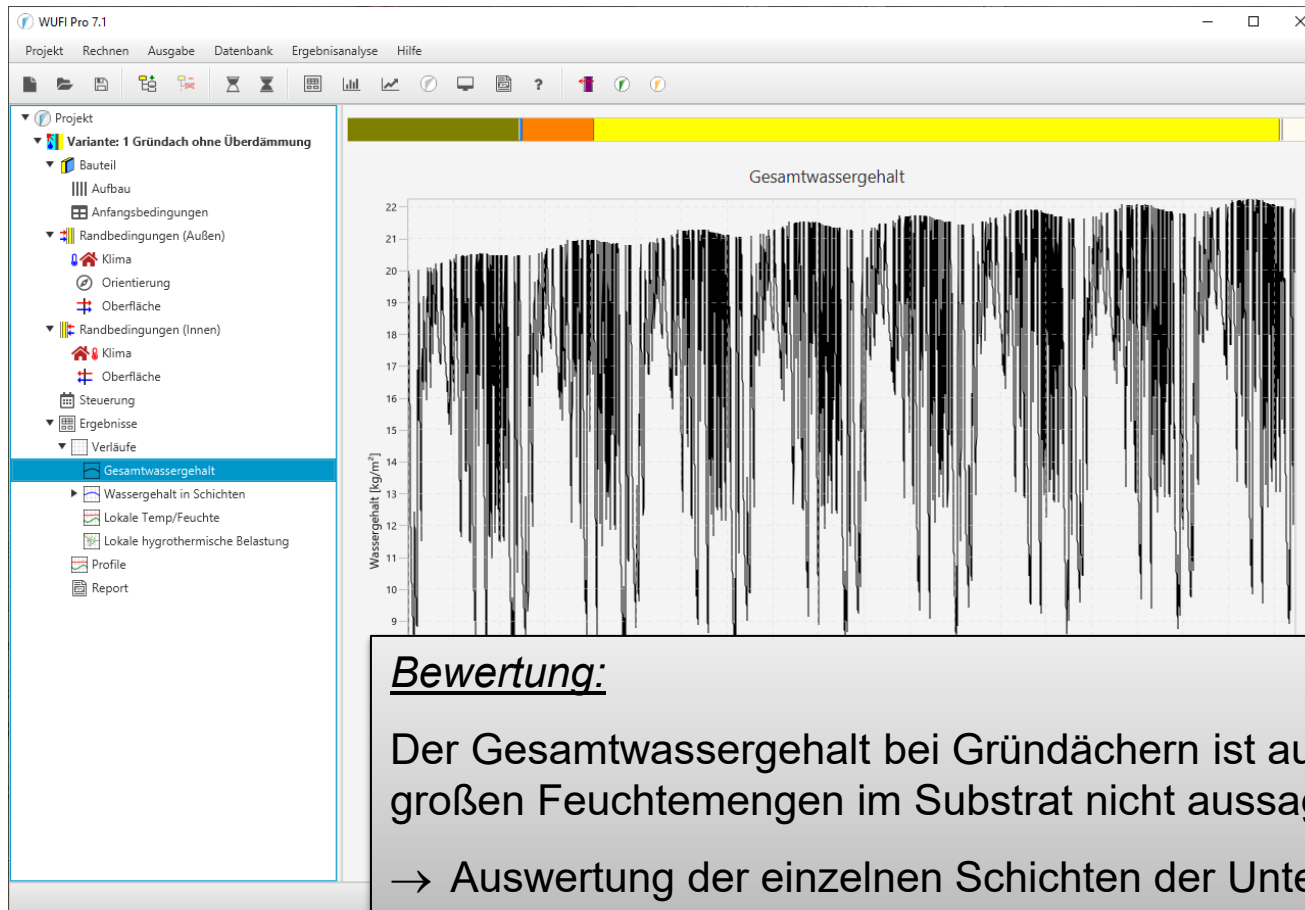 WUFI Pro 7.1
Projekt Rechnen Ausgabe Datenbank Ergebnisanalyse Hilfe
?
Projekt
Variante: 1 Gründach ohne Überdämmung
Bauteil
Aufbau
Anfangsbedingungen
Randbedingungen (Außen)
Klima
Orientierung
Oberfläche
Randbedingungen (Innen)
Klima
Oberfläche
Steuerung
Ergebnisse
Verläufe
Gesamtwassergehalt
Wassergehalt in Schichten
Lokale Temp/Feuchte
Lokale hygrothermische Belastung
Profile
Report
Gesamtwassergehalt
22
21
20
19
18
17
16
15
14
13
12
11
10
9
Wassergehalt [kg/m²]
Bewertung:
Der Gesamtwassergehalt bei Gründächern ist au
großen Feuchtemengen im Substrat nicht aussag
→ Auswertung der einzelnen Schichten der Unte